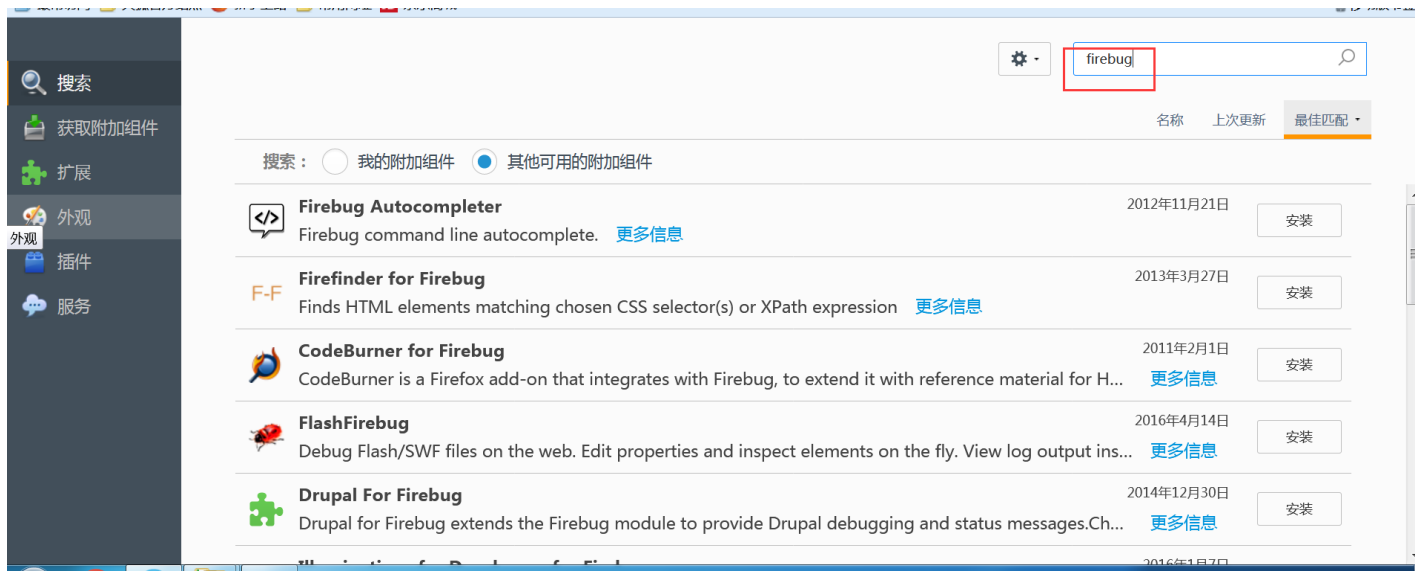 firebug
搜索
获取附加组件
扩展
外观
外观
插件
服务
名称 上次更新 最佳匹配
搜索： 我的附加组件 其他可用的附加组件
Firebug Autocompleter 2012年11月21日
Firebug command line autocomplete. 更多信息 安装
Firefinder for Firebug 2013年3月27日
Finds HTML elements matching chosen CSS selector(s) or XPath expression 更多信息 安装
F-F
CodeBurner for Firebug 2011年2月1日
CodeBurner is a Firefox add-on that integrates with Firebug, to extend it with reference material for H... 更多信息 安装
FlashFirebug 2016年4月14日
Debug Flash/SWF files on the web. Edit properties and inspect elements on the fly. View log output ins... 更多信息 安装
Drupal For Firebug 2014年12月30日
Drupal for Firebug extends the Firebug module to provide Drupal debugging and status messages.Ch... 更多信息 安装
2016年1月7日